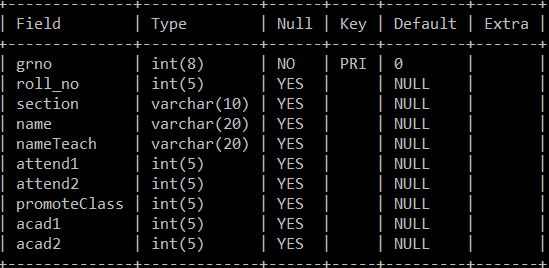 +--------------+-------------+------+-----+---------+-------+
| Field        | Type        | Null | Key | Default | Extra |
+--------------+-------------+------+-----+---------+-------+
| grno         | int(8)      | NO   | PRI | 0       |       |
| roll_no      | int(5)      | YES  |     | NULL    |       |
| section      | varchar(10) | YES  |     | NULL    |       |
| name         | varchar(20) | YES  |     | NULL    |       |
| nameTeach    | varchar(20) | YES  |     | NULL    |       |
| attend1      | int(5)      | YES  |     | NULL    |       |
| attend2      | int(5)      | YES  |     | NULL    |       |
| promoteClass | int(5)      | YES  |     | NULL    |       |
| acad1        | int(5)      | YES  |     | NULL    |       |
| acad2        | int(5)      | YES  |     | NULL    |       |
+--------------+-------------+------+-----+---------+-------+